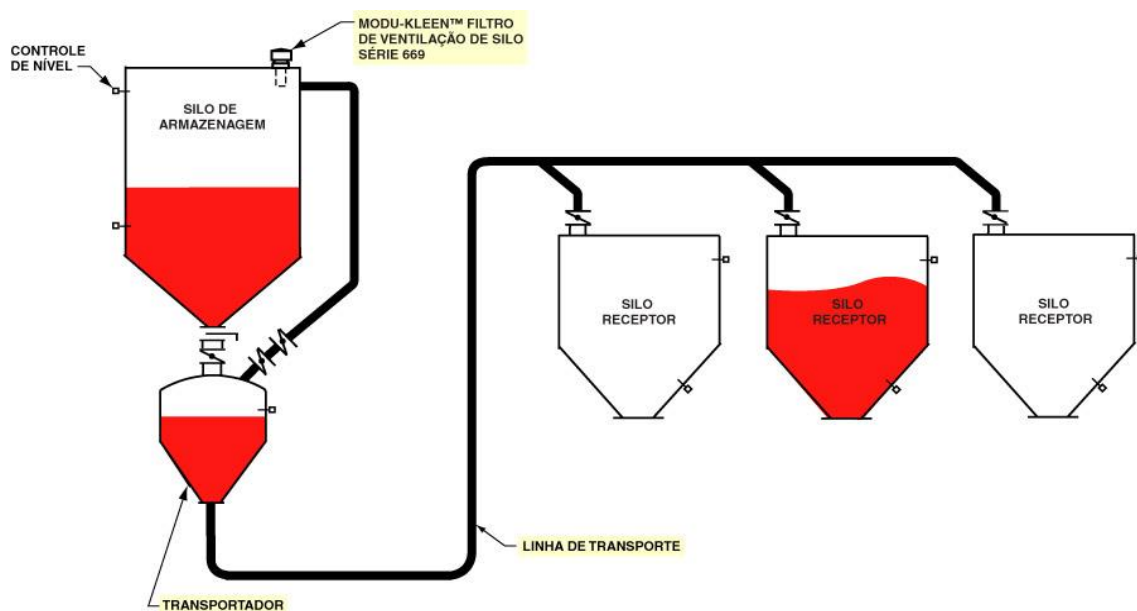 MODU-KLEEN™ FILTRO
DE VENTILAÇÃO DE SILO
SÉRIE 669
CONTROLE
DE NÍVEL
SILO DE
ARMAZENAGEM
SILO
RECEPTOR
SILO
RECEPTOR
SILO
RECEPTOR
LINHA DE TRANSPORTE
TRANSPORTADOR